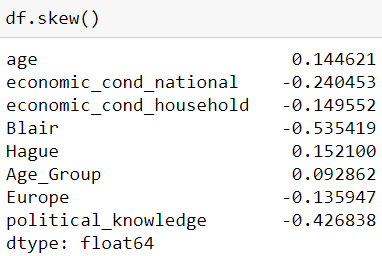 df.skew()
age 0.144621
economic_cond_national -0.240453
economic_cond_household -0.149552
Blair -0.535419
Hague 0.152100
Age_Group 0.092862
Europe -0.135947
political_knowledge -0.426838
dtype: float64